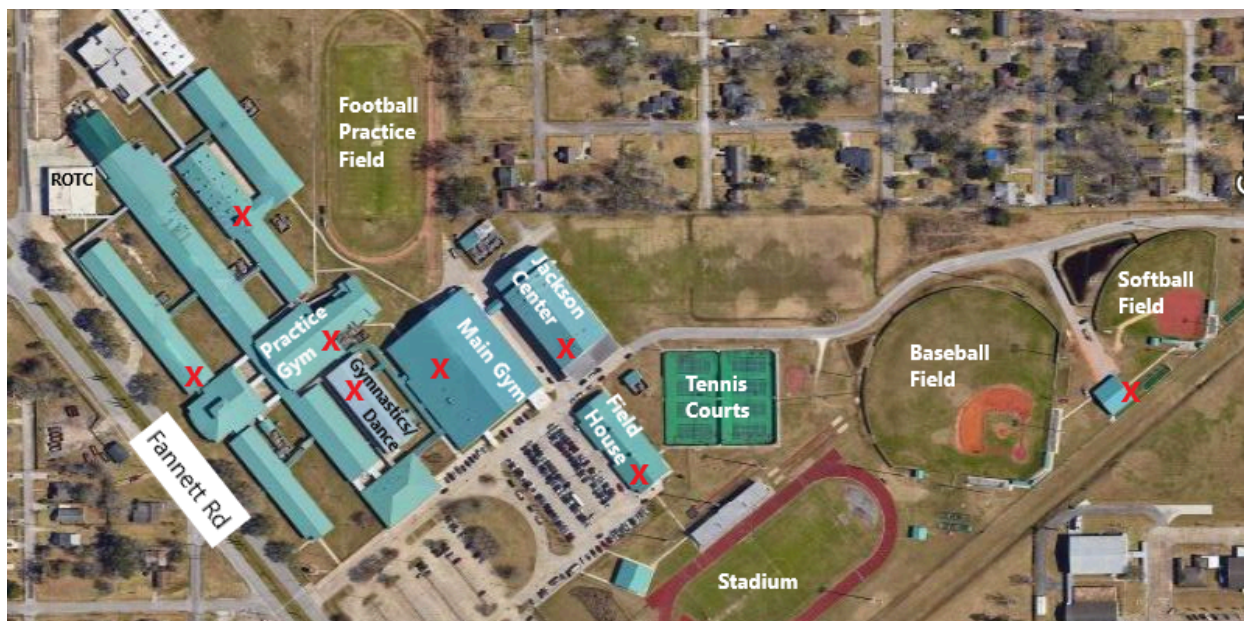 Football
Practice
Field
ROTC
X
Jackson
Center
X
Softball
Field
Practice
Gym
X
Main Gym
X
Gymnastics/
Dance
X
X
Baseball
Field
Tennis
Courts
X
Field
House
X
Fannett Rd
Stadium